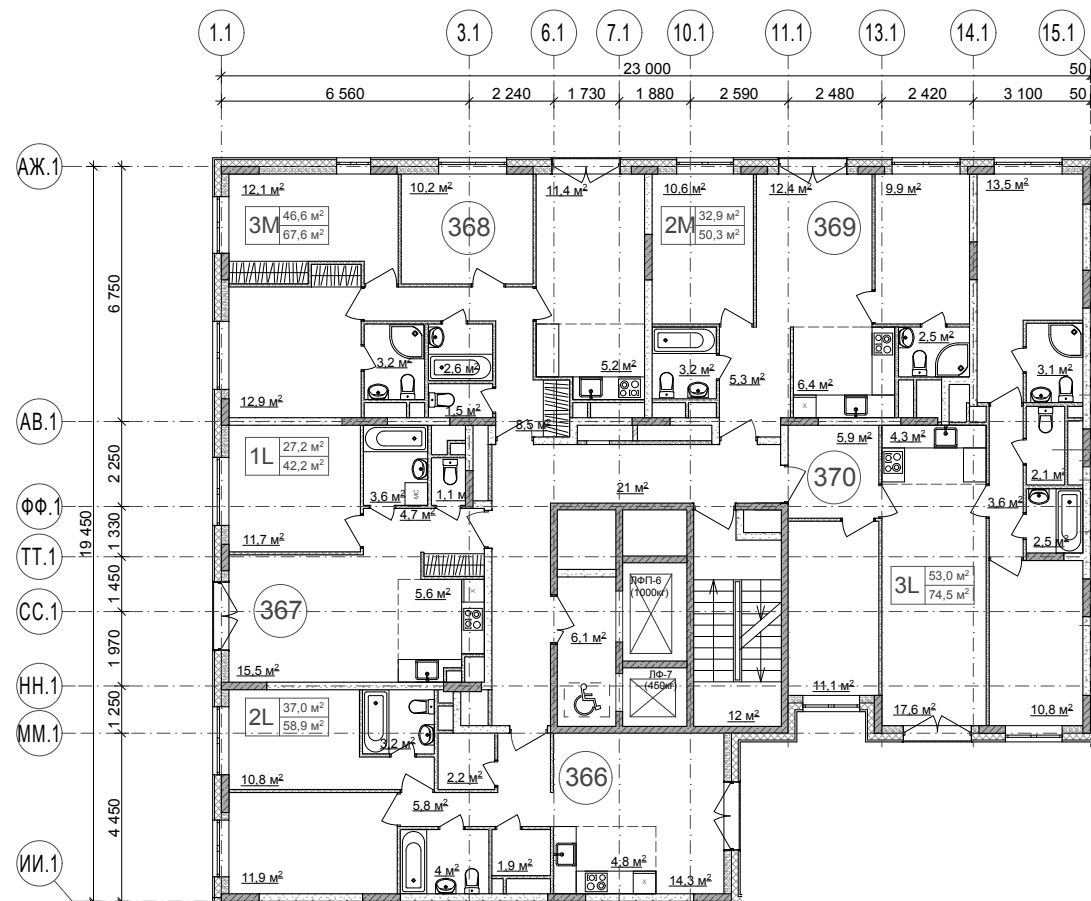 1.1 3.1 6.1 7.1 10.1 11.1 13.1 14.1 15.1
23 000 50
6 560 2 240 1 730 1 880 2 590 2 480 2 420 3 100 50
АЖ.1
АВ.1
ФФ.1
ТТ.1
СС.1
НН.1
ММ.1
ИИ.1
19 450
6 750
2 250
1 330
1 450
1 970
1 250
4 450
12,1 м²
3М 46,6 м²
67,6 м²
10,2 м²
368
11,4 м²
10,6 м²
2М 32,9 м²
50,3 м²
12,4 м²
369
9,9 м²
13,5 м²
3,2 м²
2,6 м²
5,2 м²
3,2 м²
5,3 м²
6,4 м²
X
2,5 м²
3,1 м²
12,9 м²
1,5 м²
8,5 м²
1L 27,2 м²
42,2 м²
3,6 м²
МС
1,1 м
4,7 м²
11,7 м²
21 м²
5,9 м²
370
4,3 м²
2,1 м²
3,6 м²
2,5 м²
367
5,6 м²
X
15,5 м²
ЛФП-6
(1000кг)
6,1 м²
ЛФ-7
(450кг)
12 м²
3L 53,0 м²
74,5 м²
11,1 м²
17,6 м²
10,8 м²
2L 37,0 м²
58,9 м²
3,2 м²
10,8 м²
2,2 м²
366
5,8 м²
11,9 м²
4 м²
1,9 м²
4,8 м²
X
14,3 м²